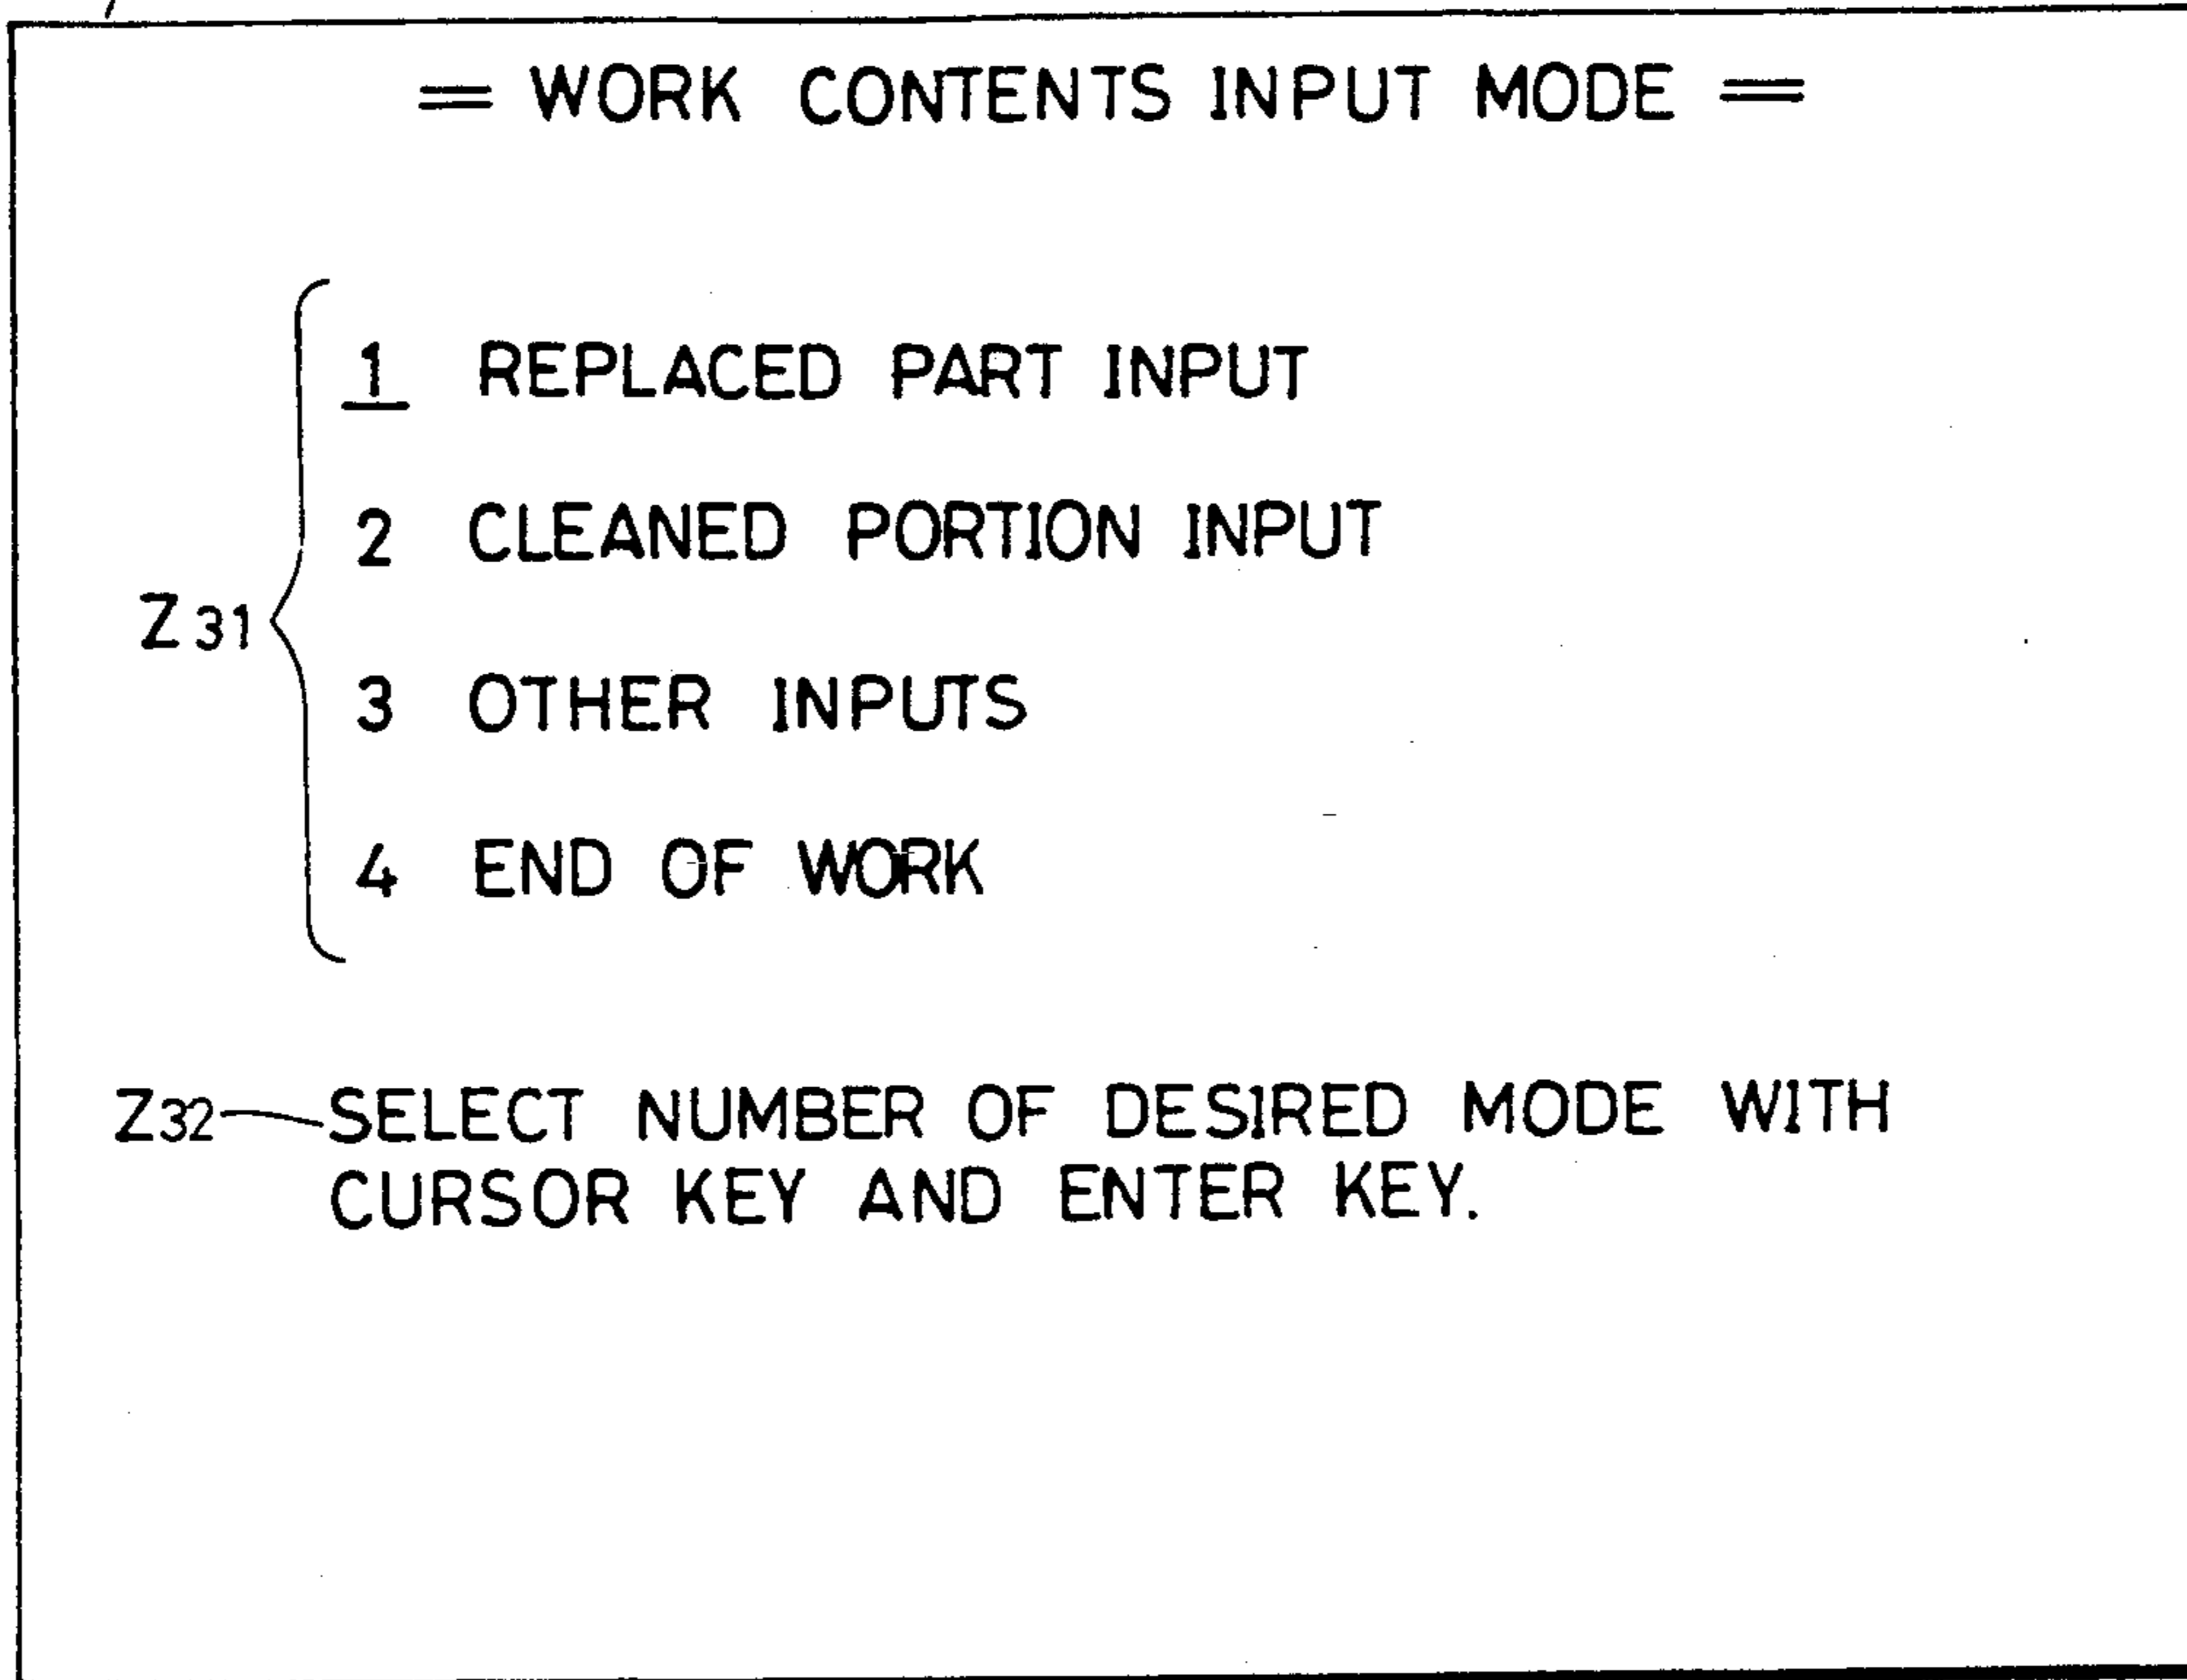 = WORK CONTENTS INPUT MODE =
1 REPLACED PART INPUT
2 CLEANED PORTION INPUT
Z31
3 OTHER INPUTS
4 END OF WORK
Z32 SELECT NUMBER OF DESIRED MODE WITH
CURSOR KEY AND ENTER KEY.